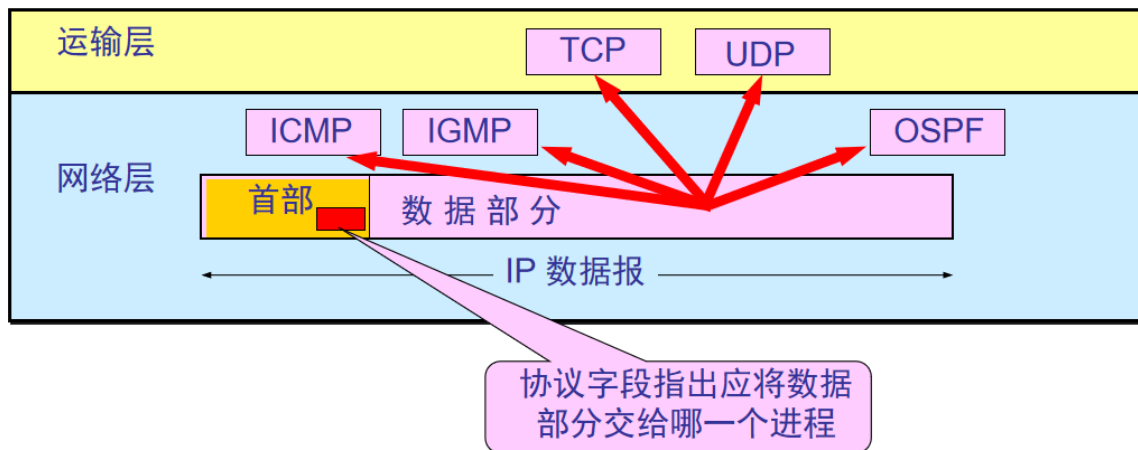 运输层
TCP
UDP
ICMP
IGMP
OSPF
网络层
首部
数 据 部 分
IP 数据报
协议字段指出应将数据
部分交给哪一个进程